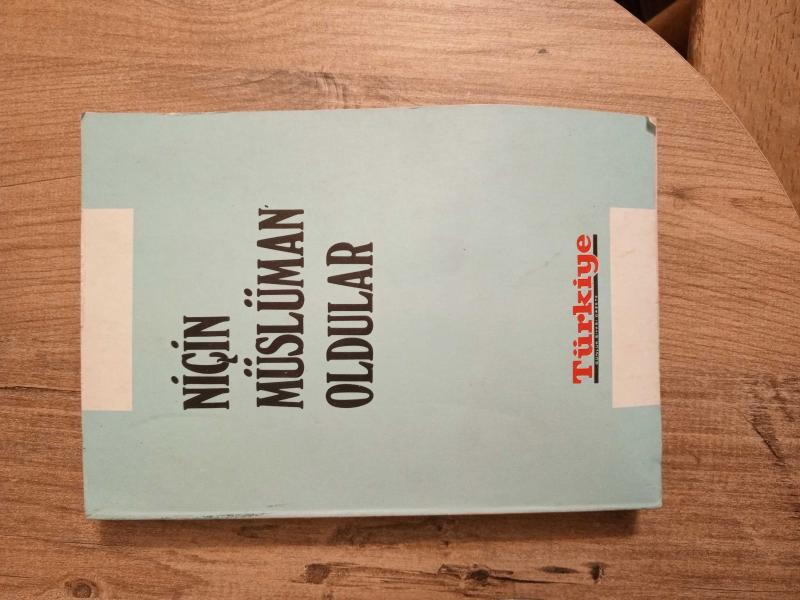 NİÇİN
MÜSLÜMAN
OLDULAR
Türkiye